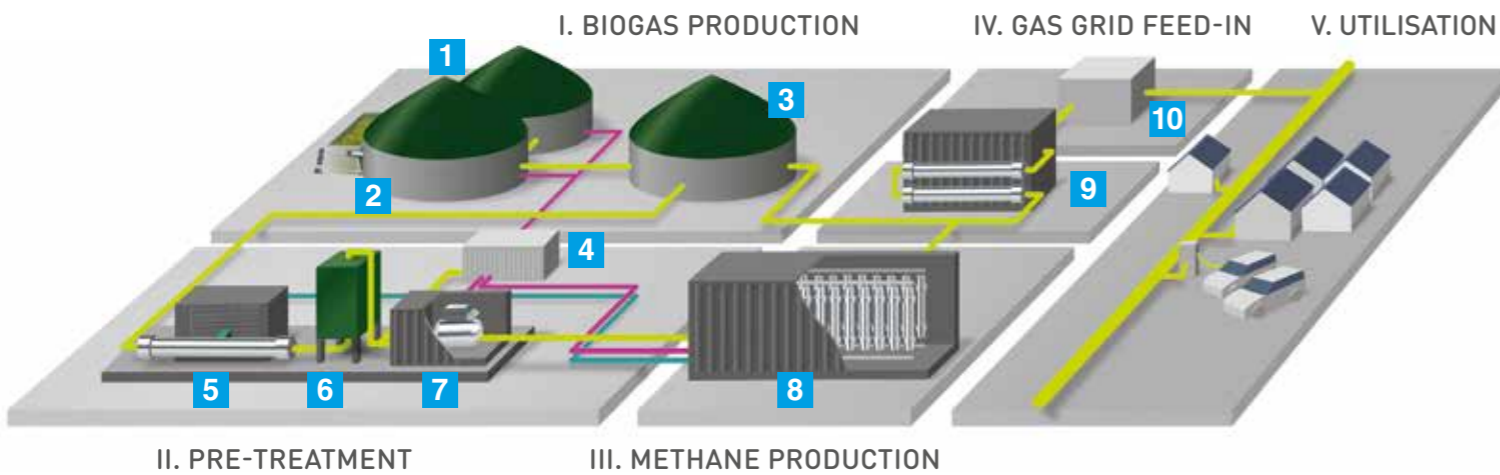 I. BIOGAS PRODUCTION
IV. GAS GRID FEED-IN
V. UTILISATION
1
2
3
4
5
6
7
8
9
10
II. PRE-TREATMENT
III. METHANE PRODUCTION